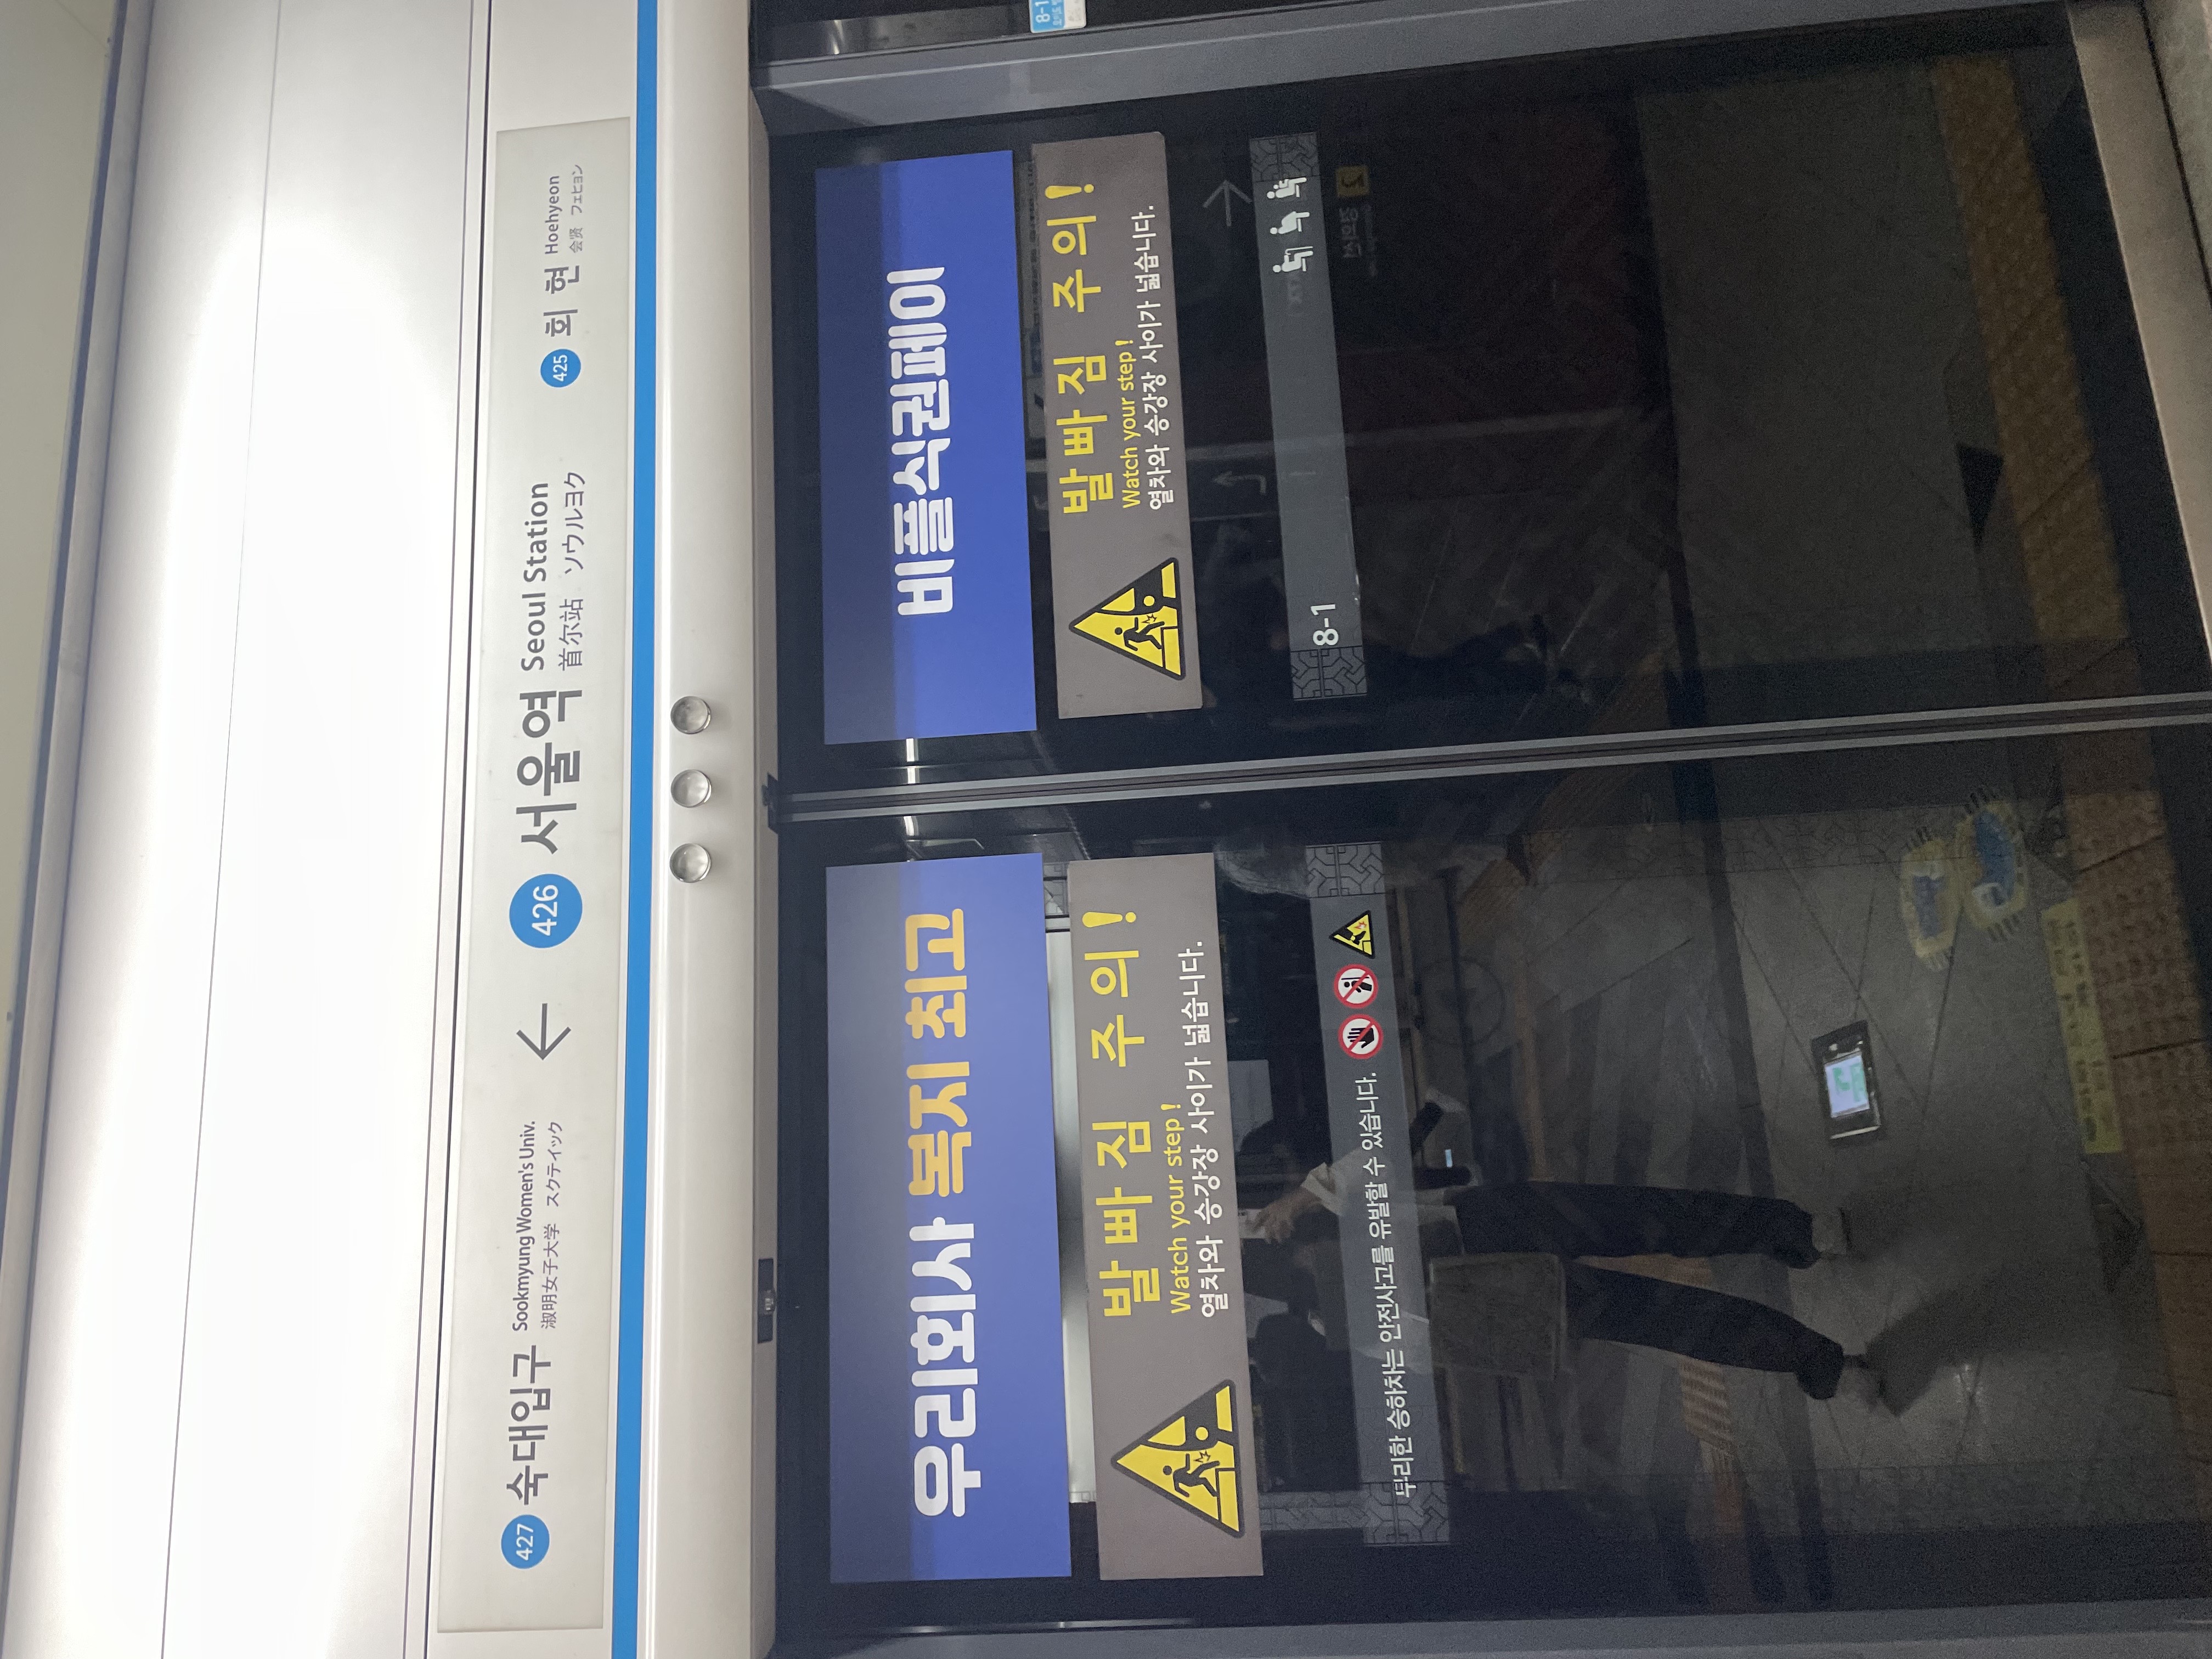 427 숙대입구 Sookmyung Women's Univ.
淑明女子大学 スクテイック
426 서울역 Seoul Station
首尔站 ソウルヨク
425 회현 Hoehyeon
会贤 フェヒョン
우리회사 복지 최고
비플식권페이
발빠짐 주의!
Watch your step!
열차와 승강장 사이가 넓습니다.
발빠짐 주의!
Watch your step!
열차와 승강장 사이가 넓습니다.
무리한 승하차는 안전사고를 유발할 수 있습니다.
8-1
8-1